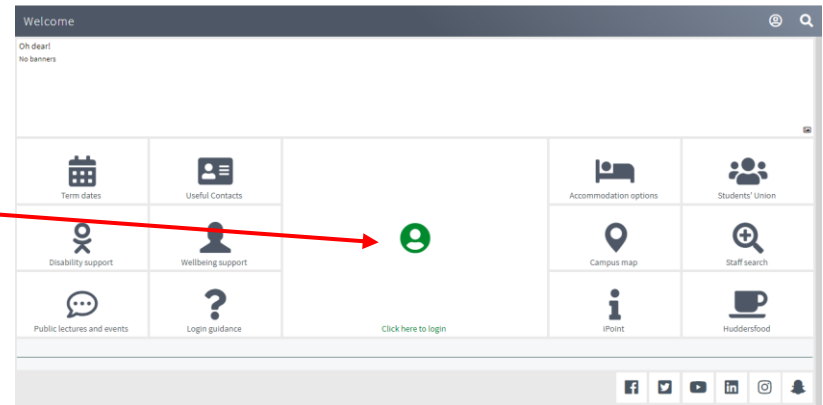 Welcome
Oh dear!
No banners
Term dates
Useful Contacts
Accommodation options
Students' Union
Disability support
Wellbeing support
Campus map
Staff search
Public lectures and events
Login guidance
Click here to login
iPoint
Huddersfood